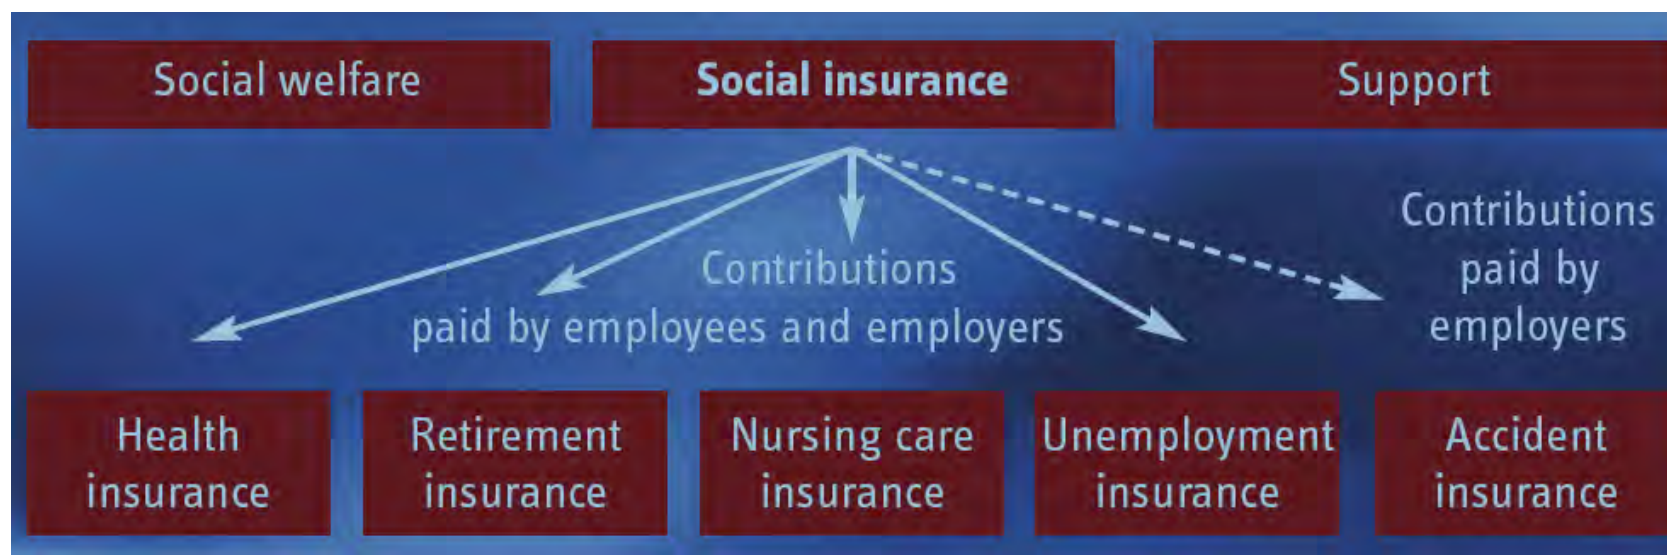 Social welfare
Social insurance
Support
Contributions
paid by employees and employers
Contributions
paid by
employers
Health
insurance
Retirement
insurance
Nursing care
insurance
Unemployment
insurance
Accident
insurance